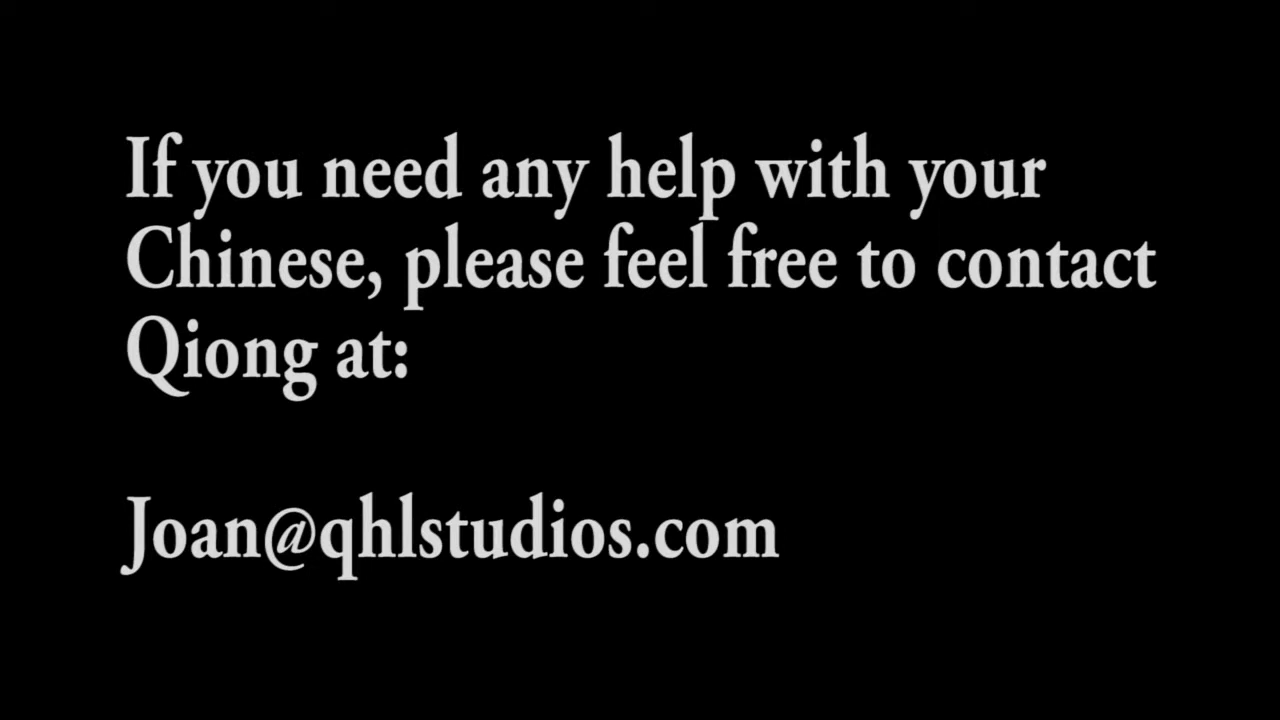 If you need any help with your
Chinese, please feel free to contact
Qiong at:
Joan@qhlstudios.com